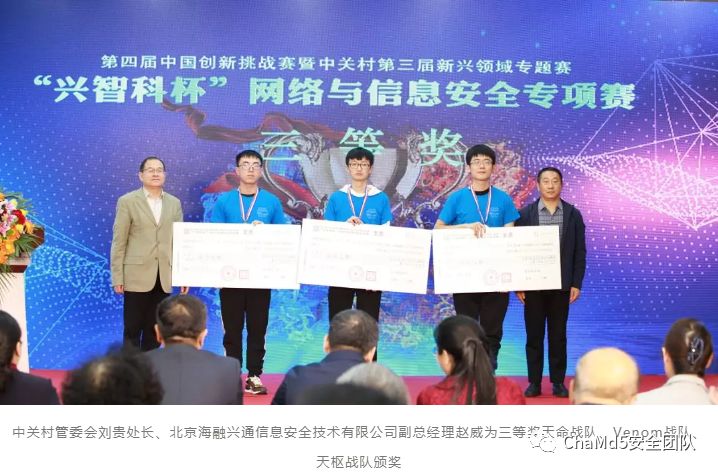 第四届中国创新挑战赛暨中关村第三届新兴领域专题赛
“兴智科杯”网络与信息安全专项赛
三等奖
中关村管委会刘贵处长、北京海融兴通信息安全技术有限公司副总经理赵威为三等奖天命战队、Venom战队、
天枢战队颁奖
ChaMd5安全团队